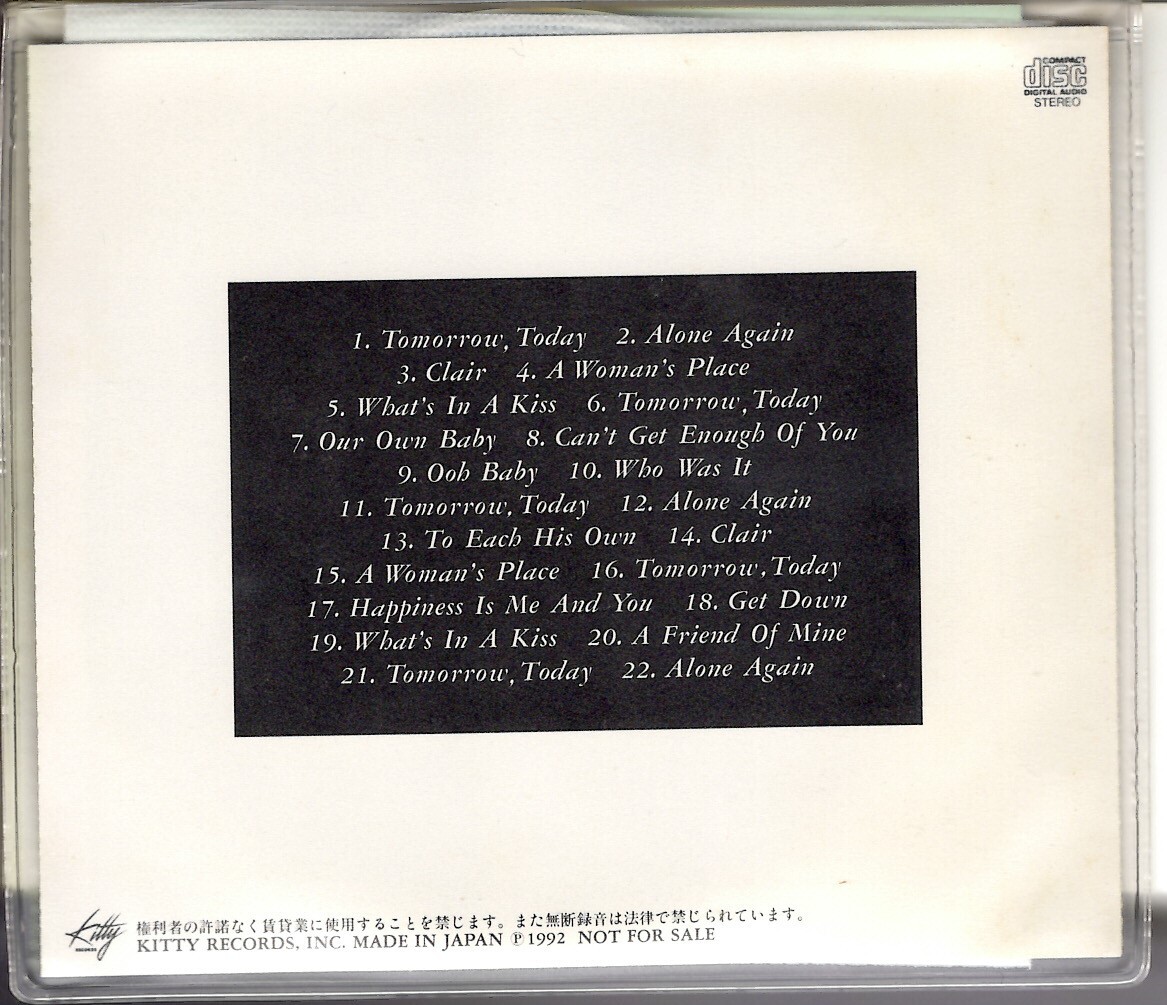 COMPACT
disc
DIGITAL AUDIO
STEREO
1. Tomorrow, Today 2. Alone Again
3. Clair 4. A Woman's Place
5. What's In A Kiss 6. Tomorrow, Today
7. Our Own Baby 8. Can't Get Enough Of You
9. Ooh Baby 10. Who Was It
11. Tomorrow, Today 12. Alone Again
13. To Each His Own 14. Clair
15. A Woman's Place 16. Tomorrow, Today
17. Happiness Is Me And You 18. Get Down
19. What's In A Kiss 20. A Friend Of Mine
21. Tomorrow, Today 22. Alone Again
Kitty
RECORDS
権利者の許諾なく賃貸業に使用することを禁じます。また無断録音は法律で禁じられています。
KITTY RECORDS, INC. MADE IN JAPAN ℗1992 NOT FOR SALE